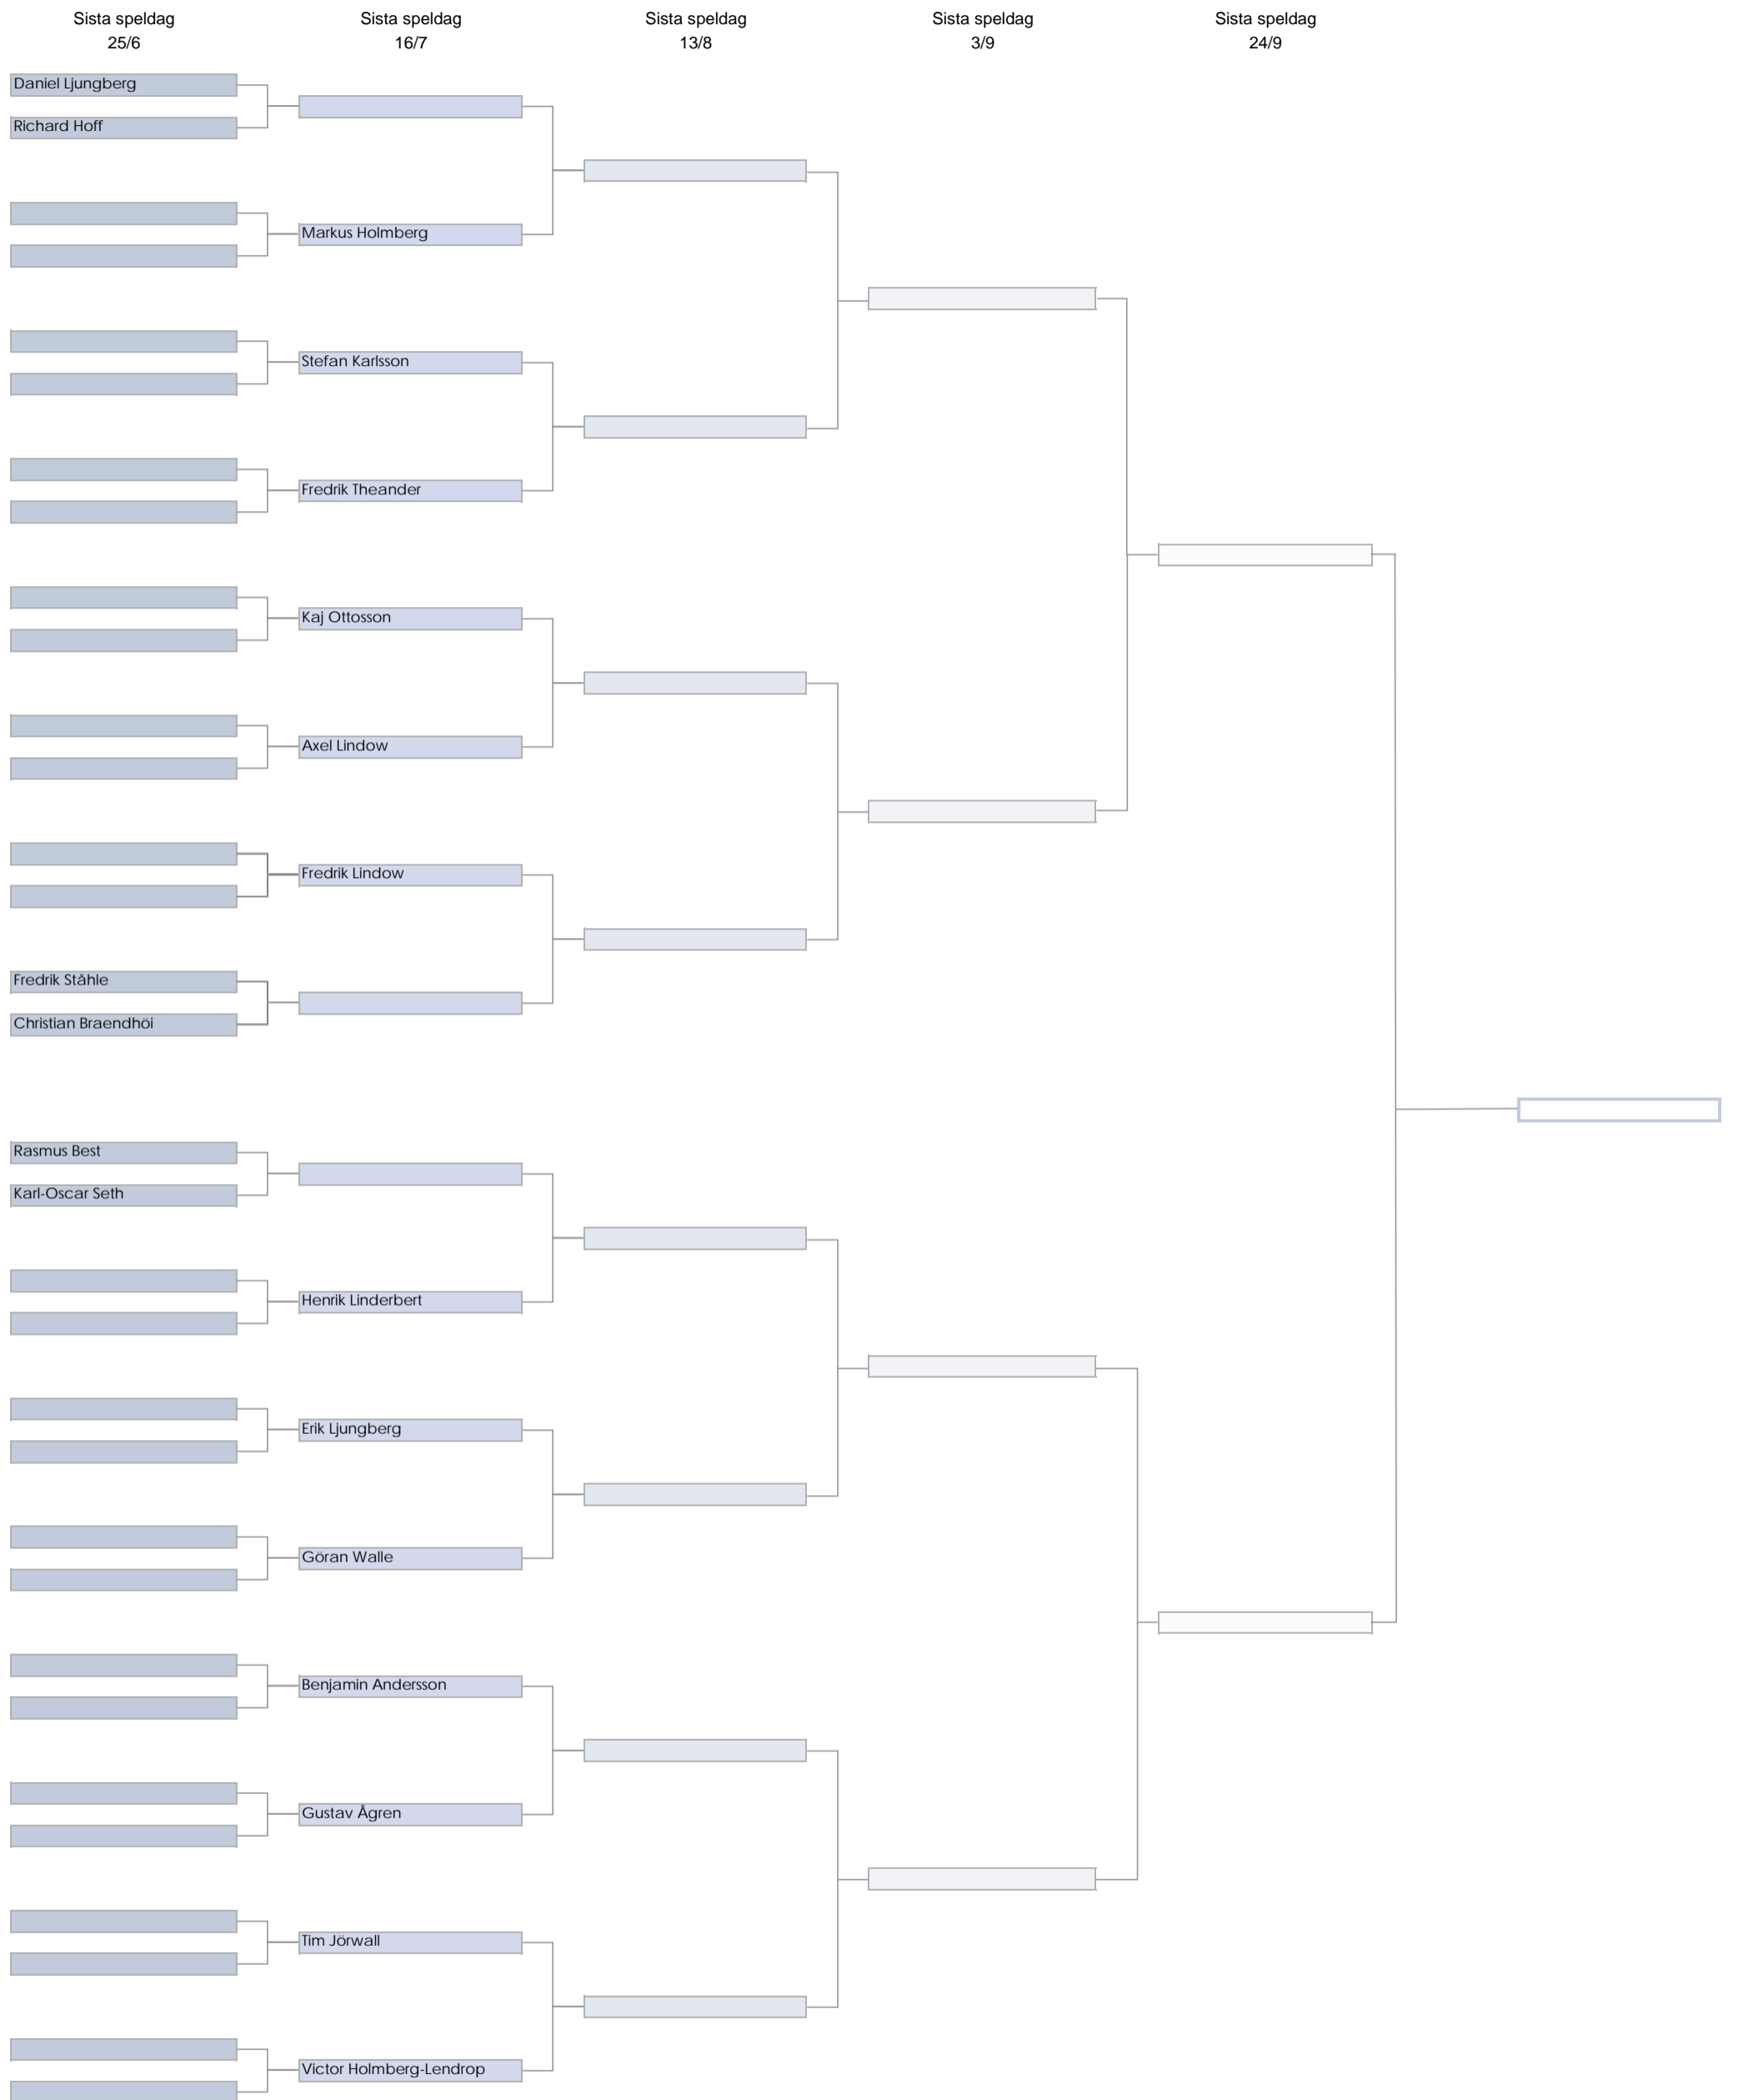 Sista speldag
25/6
Sista speldag
16/7
Sista speldag
13/8
Sista speldag
3/9
Sista speldag
24/9
Daniel Ljungberg
Richard Hoff
Markus Holmberg
Stefan Karlsson
Fredrik Theander
Kaj Ottosson
Axel Lindow
Fredrik Lindow
Fredrik Ståhle
Christian Braendhöi
Rasmus Best
Karl-Oscar Seth
Henrik Linderbert
Erik Ljungberg
Göran Walle
Benjamin Andersson
Gustav Ågren
Tim Jörwall
Victor Holmberg-Lendrop